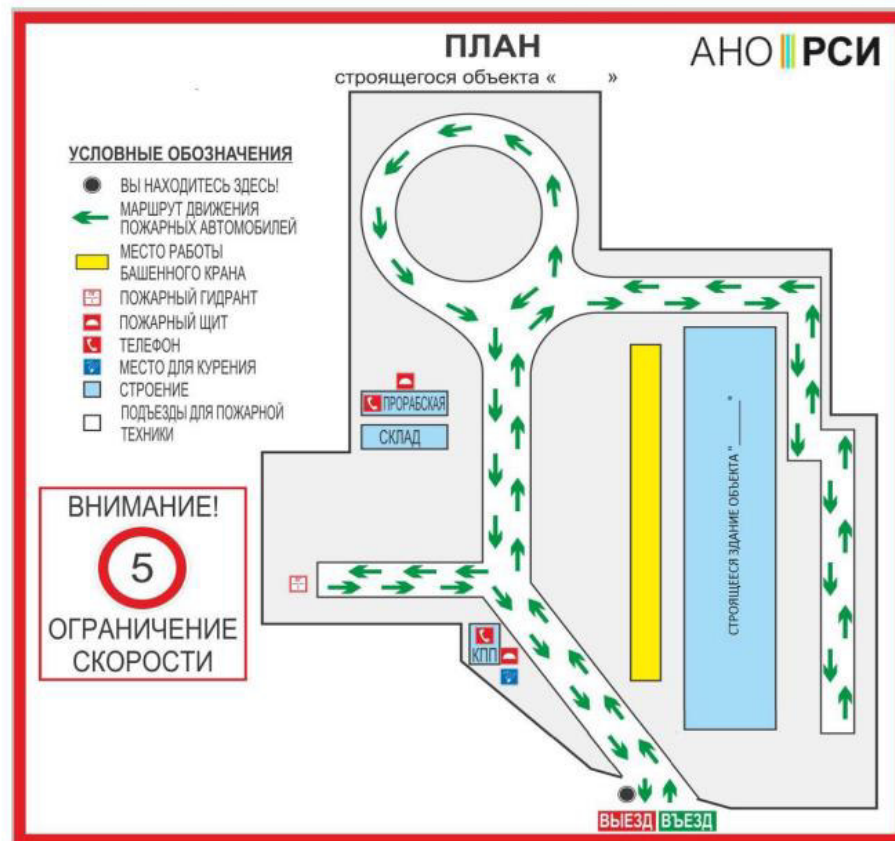 ПЛАН
строящегося объекта « »
АНО РСИ
УСЛОВНЫЕ ОБОЗНАЧЕНИЯ
ВЫ НАХОДИТЕСЬ ЗДЕСЬ!
МАРШРУТ ДВИЖЕНИЯ
ПОЖАРНЫХ АВТОМОБИЛЕЙ
МЕСТО РАБОТЫ
БАШЕННОГО КРАНА
ПОЖАРНЫЙ ГИДРАНТ
ПОЖАРНЫЙ ЩИТ
ТЕЛЕФОН
МЕСТО ДЛЯ КУРЕНИЯ
СТРОЕНИЕ
ПОДЪЕЗДЫ ДЛЯ ПОЖАРНОЙ
ТЕХНИКИ
ПРОРАБСКАЯ
СКЛАД
СТРОЯЩЕЕСЯ ЗДАНИЕ ОБЪЕКТА "______"
ВНИМАНИЕ!
5
ОГРАНИЧЕНИЕ
СКОРОСТИ
КПП
ВЫЕЗД ВЪЕЗД